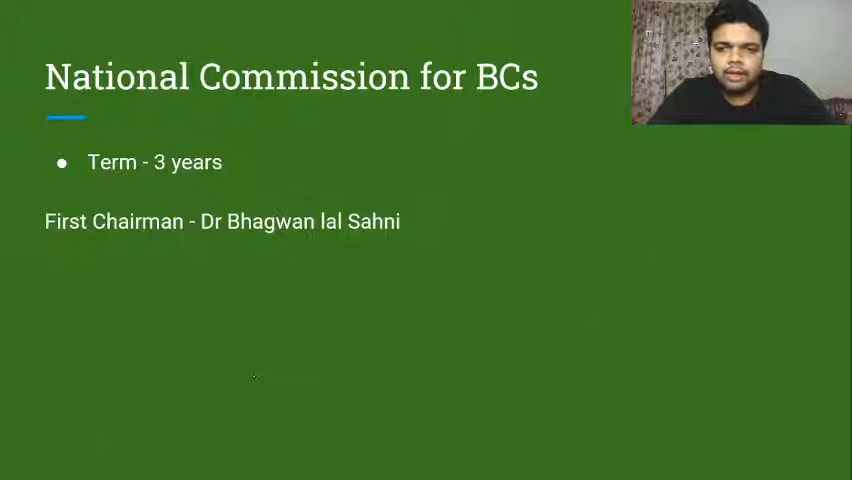 National Commission for BCs
● Term - 3 years
First Chairman - Dr Bhagwan lal Sahni